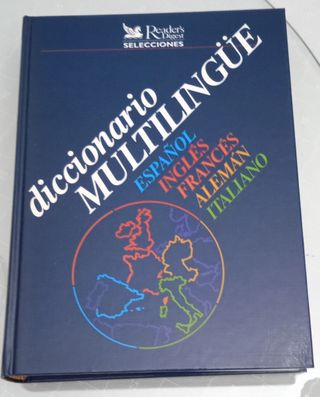 Reader's
Digest
SELECCIONES
diccionario
MULTILINGÜE
ESPAÑOL
INGLÉS
FRANCÉS
ALEMÁN
ITALIANO